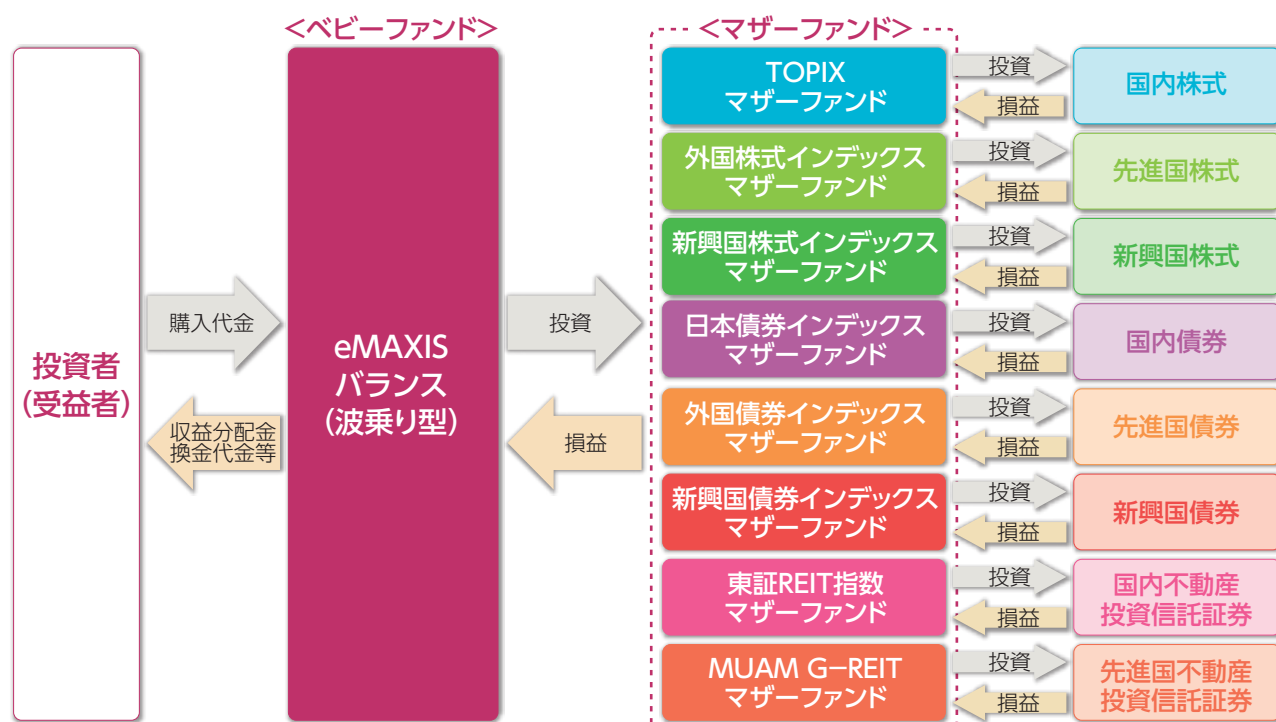 <ベビーファンド>
<マザーファンド>
投資者
(受益者)
購入代金
収益分配金
換金代金等
eMAXIS
バランス
(波乗り型)
投資
損益
TOPIX
マザーファンド
投資
損益
国内株式
外国株式インデックス
マザーファンド
投資
損益
先進国株式
新興国株式インデックス
マザーファンド
投資
損益
新興国株式
日本債券インデックス
マザーファンド
投資
損益
国内債券
外国債券インデックス
マザーファンド
投資
損益
先進国債券
新興国債券インデックス
マザーファンド
投資
損益
新興国債券
東証REIT指数
マザーファンド
投資
損益
国内不動産
投資信託証券
MUAM G−REIT
マザーファンド
投資
損益
先進国不動産
投資信託証券